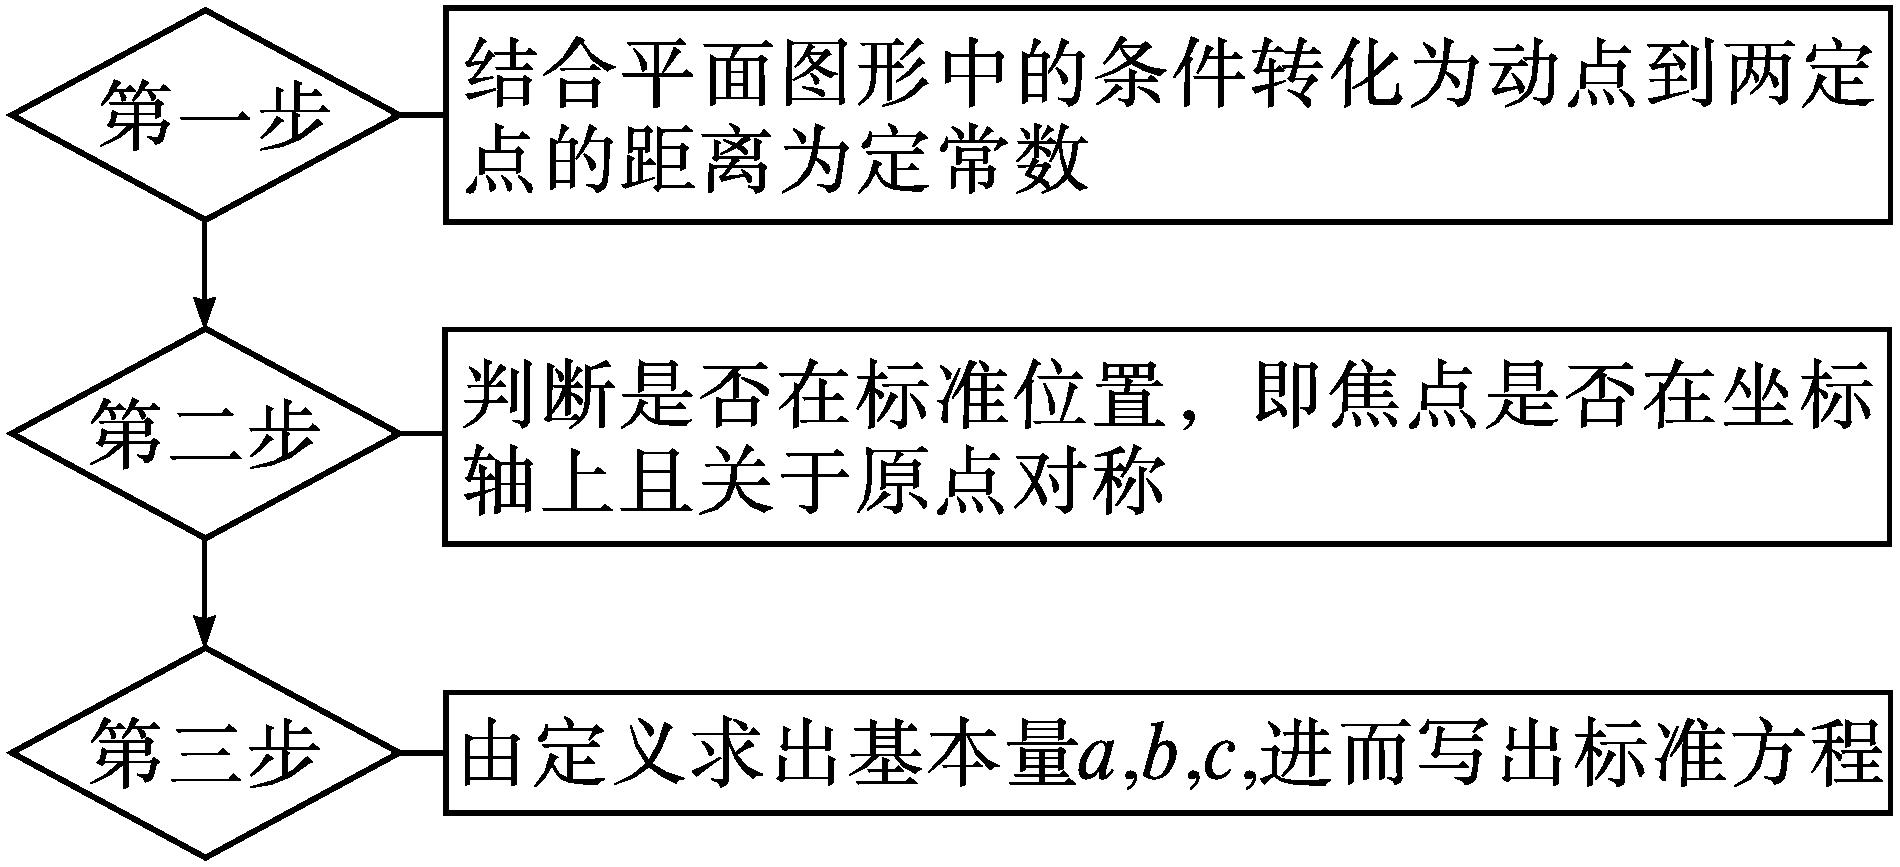 第一步
结合平面图形中的条件转化为动点到两定
点的距离为定常数
第二步
判断是否在标准位置，即焦点是否在坐标
轴上且关于原点对称
第三步
由定义求出基本量a,b,c,进而写出标准方程